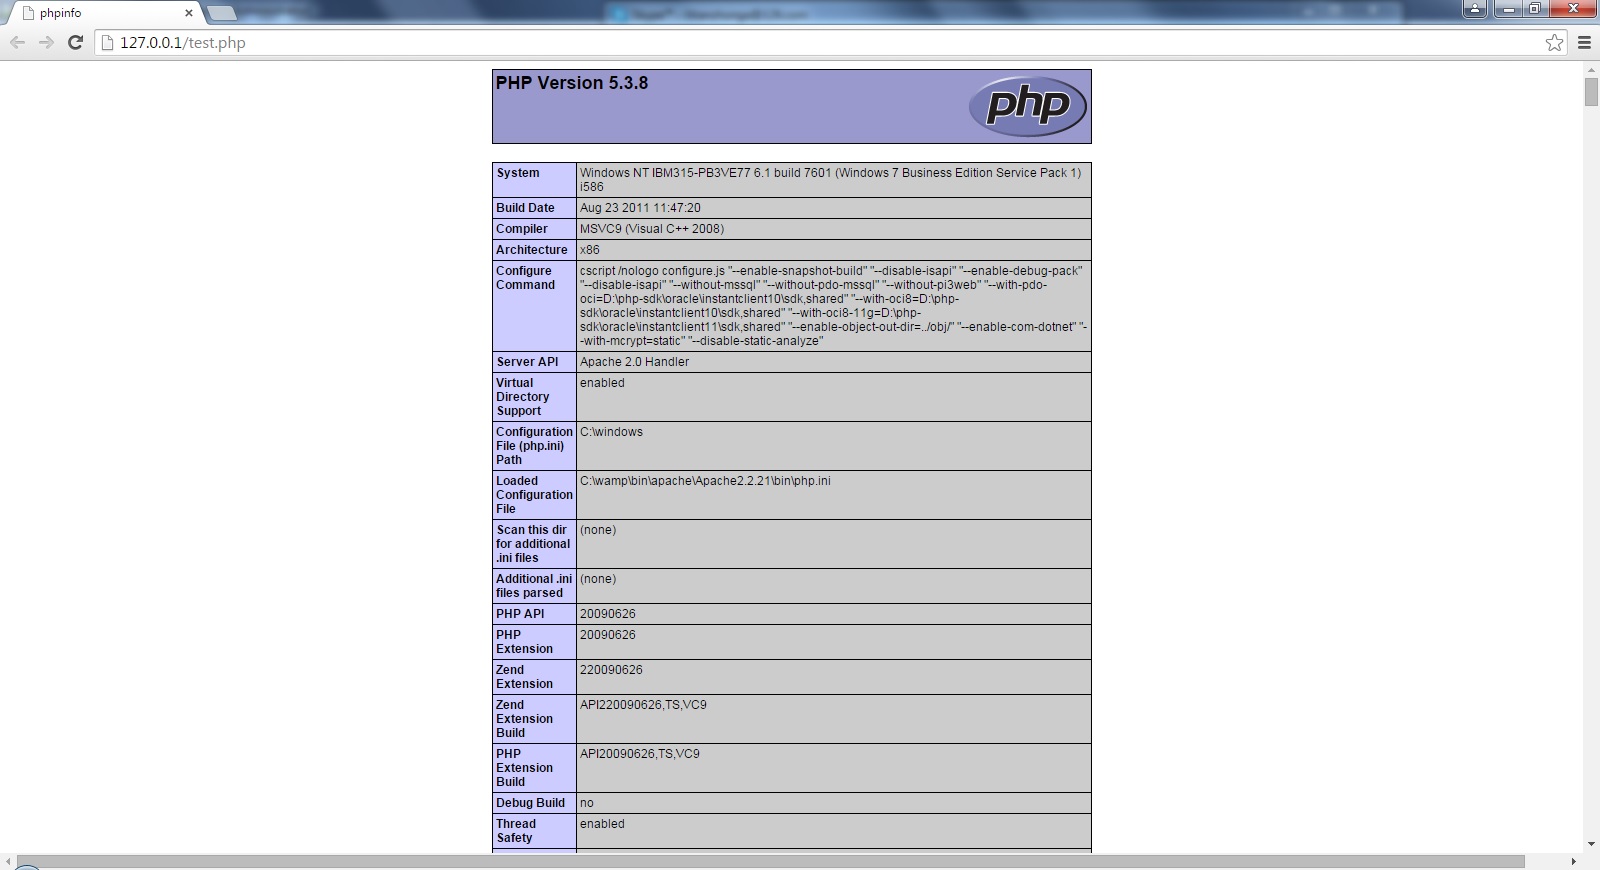 phpinfo
127.0.0.1/test.php
PHP Version 5.3.8
php
System
Windows NT IBM315-PB3VE77 6.1 build 7601 (Windows 7 Business Edition Service Pack 1)
i586
Build Date
Aug 23 2011 11:47:20
Compiler
MSVC9 (Visual C++ 2008)
Architecture
x86
Configure
Command
cscript /nologo configure.js "--enable-snapshot-build" "--disable-isapi" "--enable-debug-pack"
"--disable-isapi" "--without-mssql" "--without-pdo-mssql" "--without-pi3web" "--with-pdo-
oci=D:\php-sdk\oracle\instantclient10\sdk,shared" "--with-oci8=D:\php-
sdk\oracle\instantclient10\sdk,shared" "--with-oci8-11g=D:\php-
sdk\oracle\instantclient11\sdk,shared" "--enable-object-out-dir=../obj/" "--enable-com-dotnet" "-
-with-mcrypt=static" "--disable-static-analyze"
Server API
Apache 2.0 Handler
Virtual
Directory
Support
enabled
Configuration
File (php.ini)
Path
C:\windows
Loaded
Configuration
File
C:\wamp\bin\apache\Apache2.2.21\bin\php.ini
Scan this dir
for additional
.ini files
(none)
Additional .ini
files parsed
(none)
PHP API
20090626
PHP
Extension
20090626
Zend
Extension
220090626
Zend
Extension
Build
API220090626,TS,VC9
PHP
Extension
Build
API20090626,TS,VC9
Debug Build
no
Thread
Safety
enabled